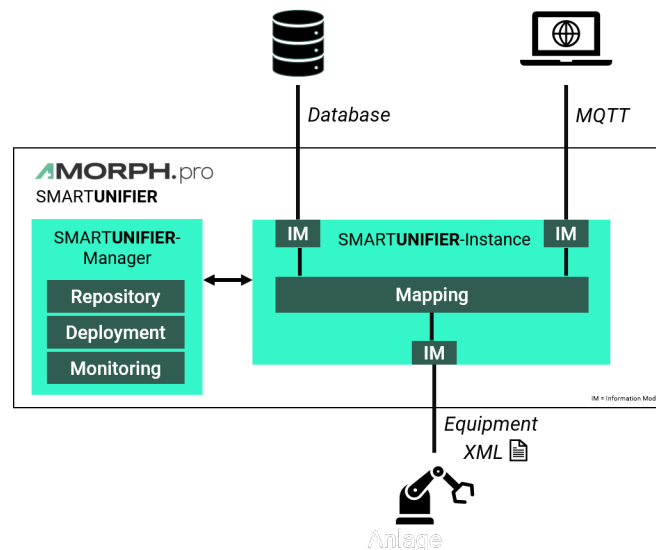 Database
MQTT
AMORPH.pro
SMARTUNIFIER
SMARTUNIFIER-
Manager
Repository
Deployment
Monitoring
IM
SMARTUNIFIER-Instance
IM
Mapping
IM
IM = Information Mod
Equipment
XML
Anlage